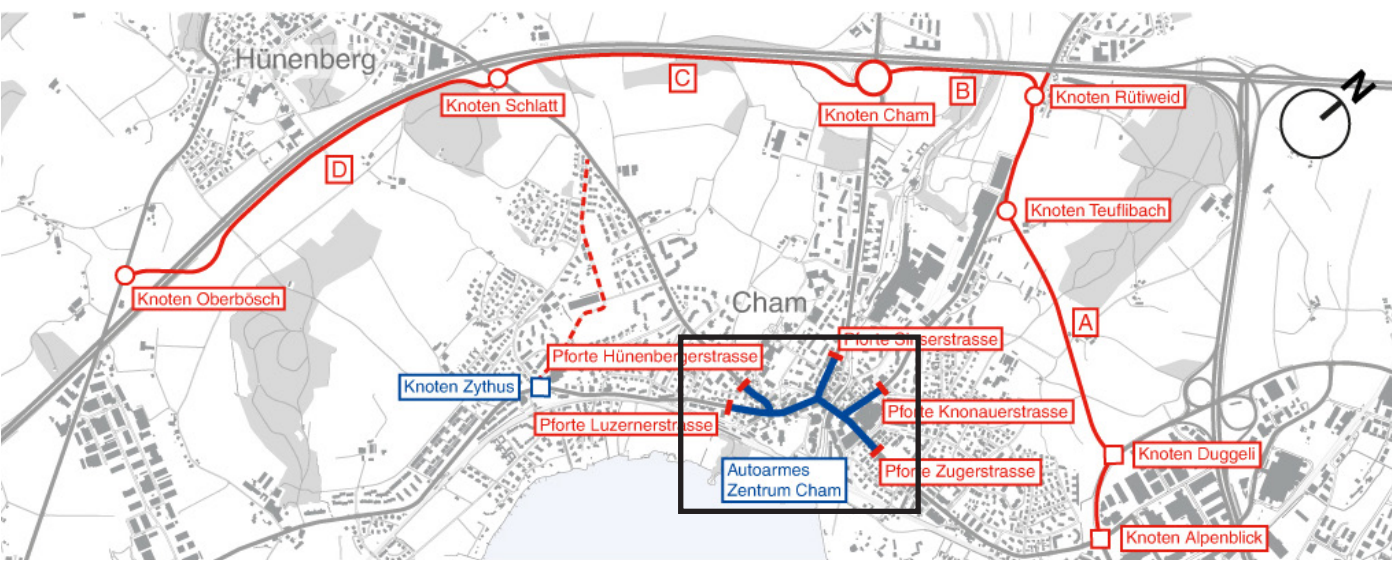 Hünenberg
Knoten Schlatt
C
Knoten Cham
B
Knoten Rütiweid
N
D
Knoten Teuflibach
Knoten Oberbösch
Cham
A
Pforte Sinserstrasse
Pforte Hünenbergerstrasse
Knoten Zythus
Pforte Knonauerstrasse
Pforte Luzernerstrasse
Knoten Duggeli
Autoarmes
Zentrum Cham
Pforte Zugerstrasse
Knoten Alpenblick